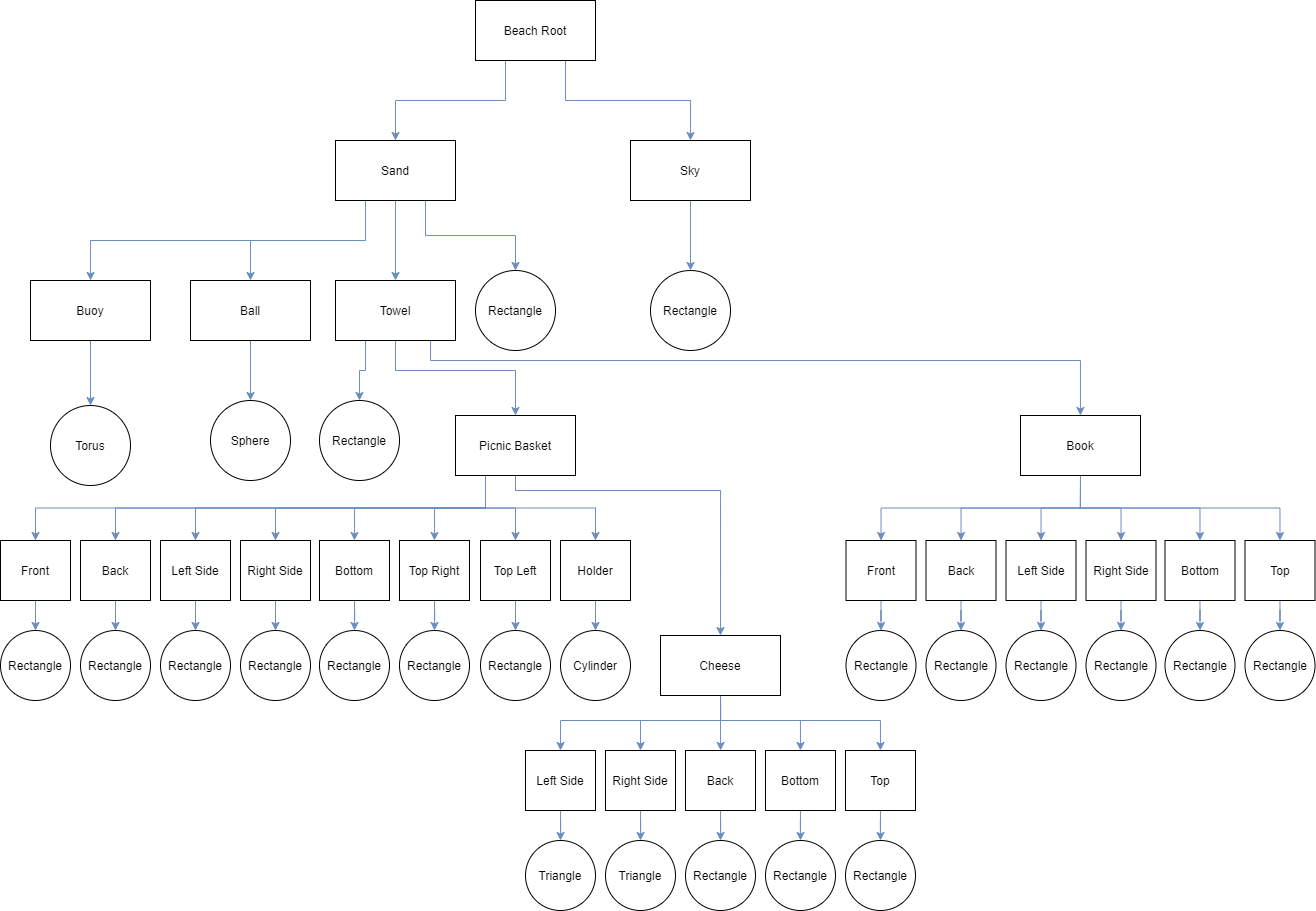 Beach Root
Sand
Sky
Buoy
Ball
Towel
Rectangle
Rectangle
Torus
Sphere
Rectangle
Picnic Basket
Book
Front
Back
Left Side
Right Side
Bottom
Top Right
Top Left
Holder
Front
Back
Left Side
Right Side
Bottom
Top
Rectangle
Rectangle
Rectangle
Rectangle
Rectangle
Rectangle
Rectangle
Cylinder
Cheese
Rectangle
Rectangle
Rectangle
Rectangle
Rectangle
Rectangle
Left Side
Right Side
Back
Bottom
Top
Triangle
Triangle
Rectangle
Rectangle
Rectangle